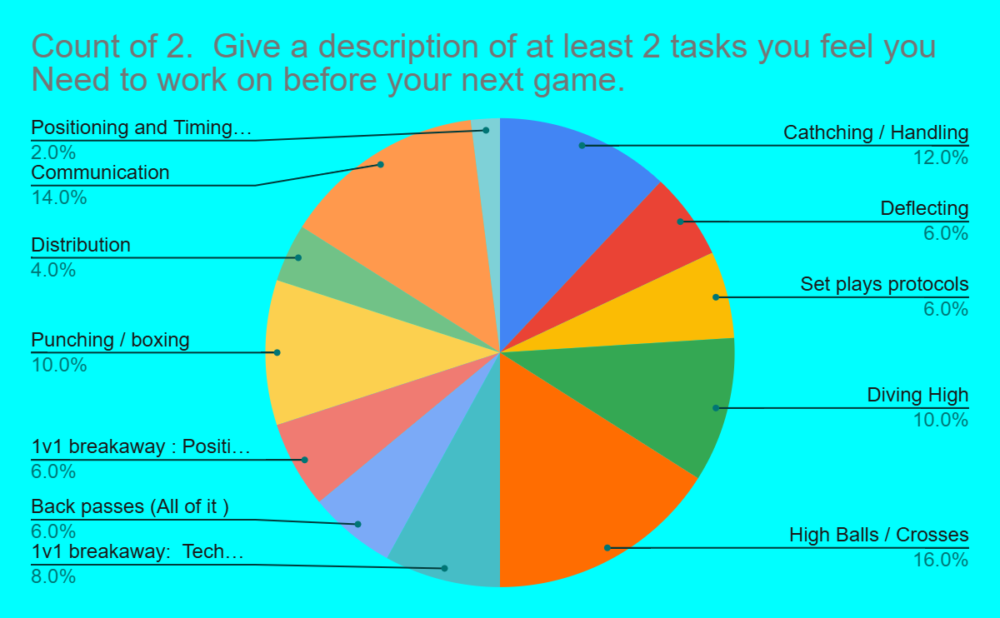 Count of 2.  Give a description of at least 2 tasks you feel you
Need to work on before your next game.
Positioning and Timing…
2.0%
Communication
14.0%
Distribution
4.0%
Punching / boxing
10.0%
1v1 breakaway : Positi…
6.0%
Back passes (All of it )
6.0%
1v1 breakaway:  Tech…
8.0%
Cathching / Handling
12.0%
Deflecting
6.0%
Set plays protocols
6.0%
Diving High
10.0%
High Balls / Crosses
16.0%